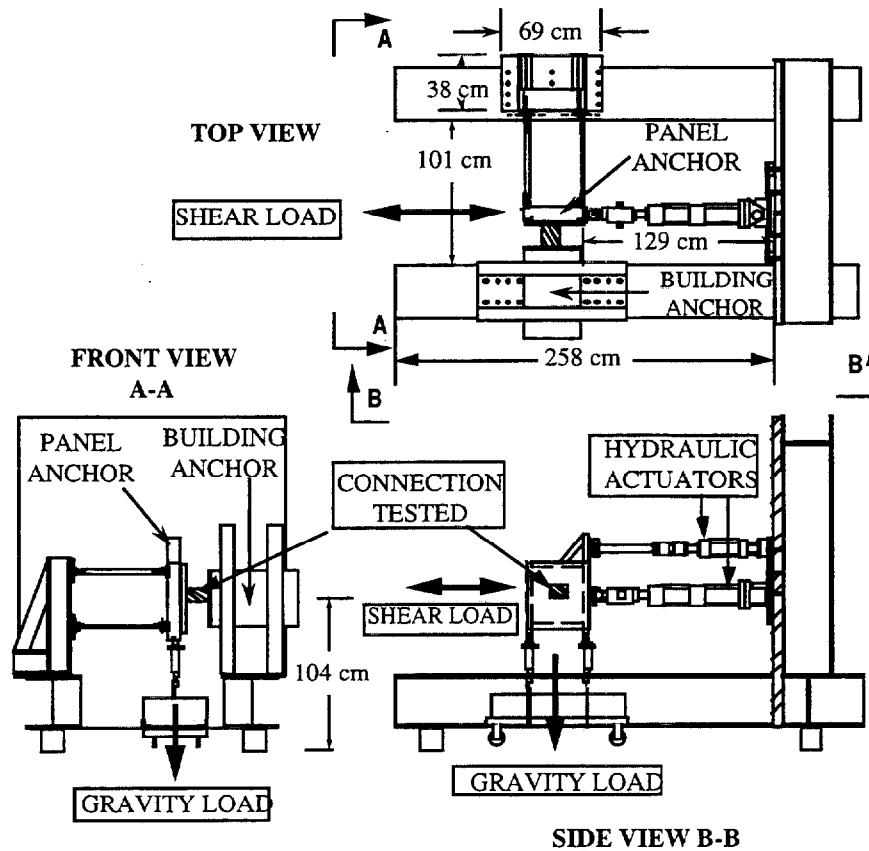 A
69 cm
38 cm
TOP VIEW
101 cm
PANEL
ANCHOR
SHEAR LOAD
129 cm
BUILDING
ANCHOR
A
258 cm
B
B
FRONT VIEW
A-A
PANEL
ANCHOR
BUILDING
ANCHOR
CONNECTION
TESTED
HYDRAULIC
ACTUATORS
SHEAR LOAD
104 cm
GRAVITY LOAD
GRAVITY LOAD
SIDE VIEW B-B